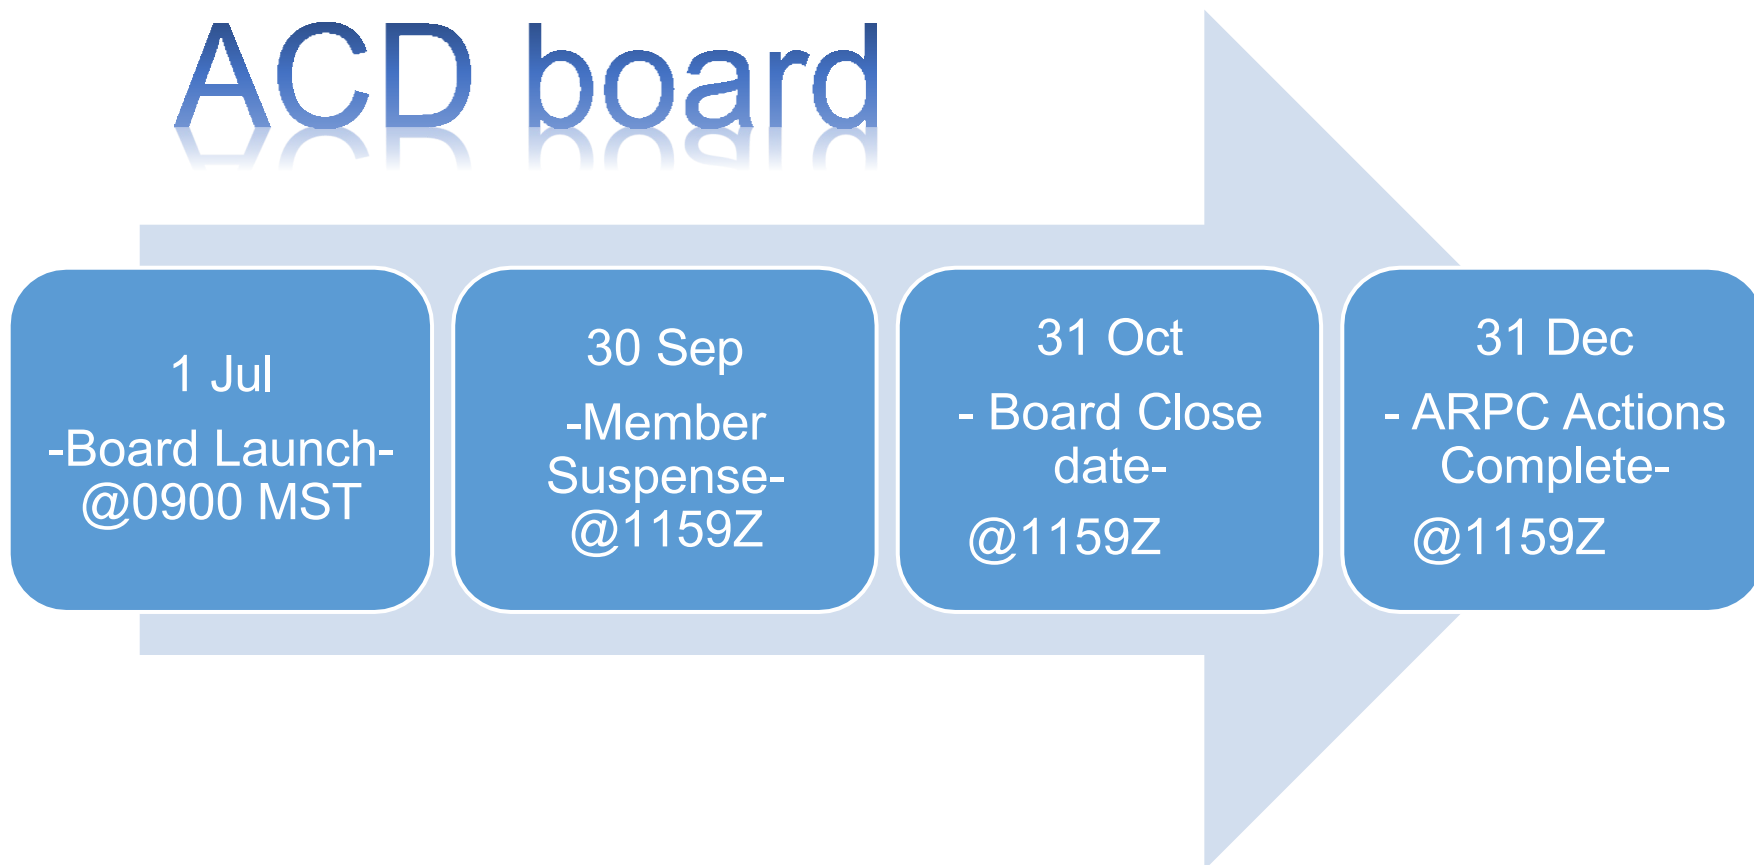 ACD board
1 Jul
-Board Launch-
@0900 MST
30 Sep
-Member
Suspense-
@1159Z
31 Oct
- Board Close
date-
@1159Z
31 Dec
- ARPC Actions
Complete-
@1159Z